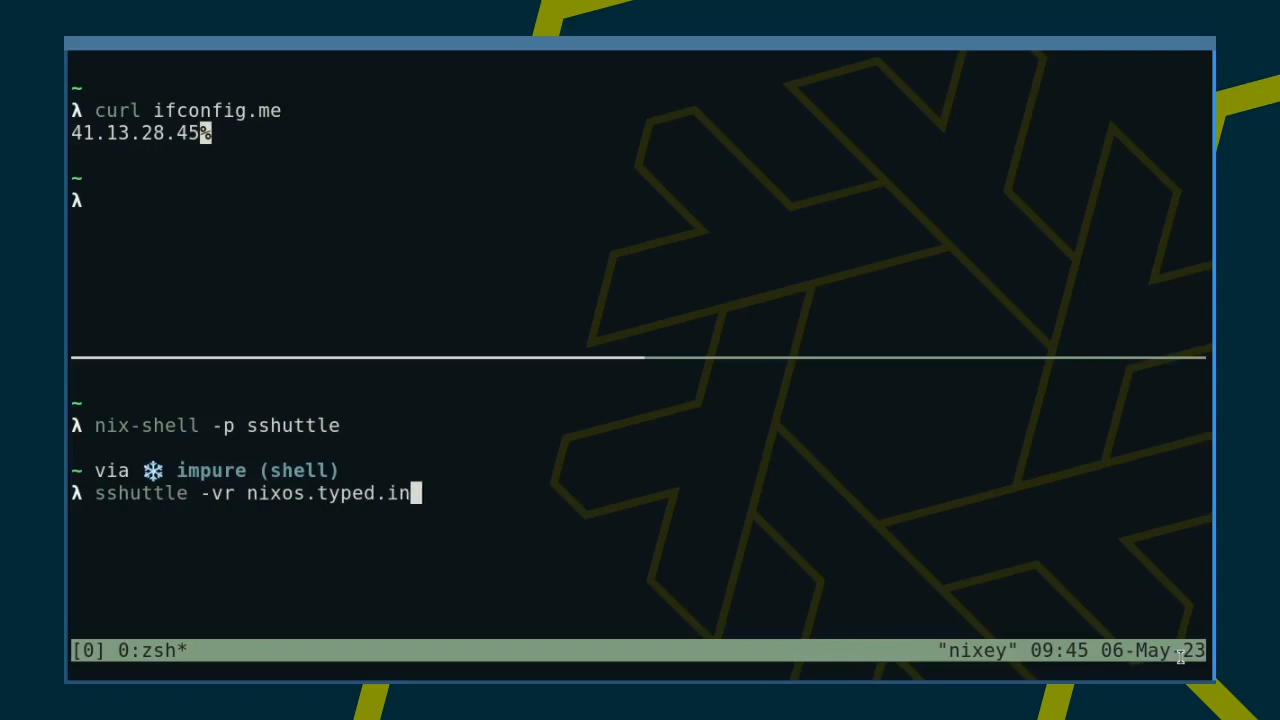 ~
λ curl ifconfig.me
41.13.28.45%
~
λ
~
λ nix-shell -p sshuttle
~ via ❄️ impure (shell)
λ sshuttle -vr nixos.typed.in
[0] 0:zsh* "nixey" 09:45 06-May-23